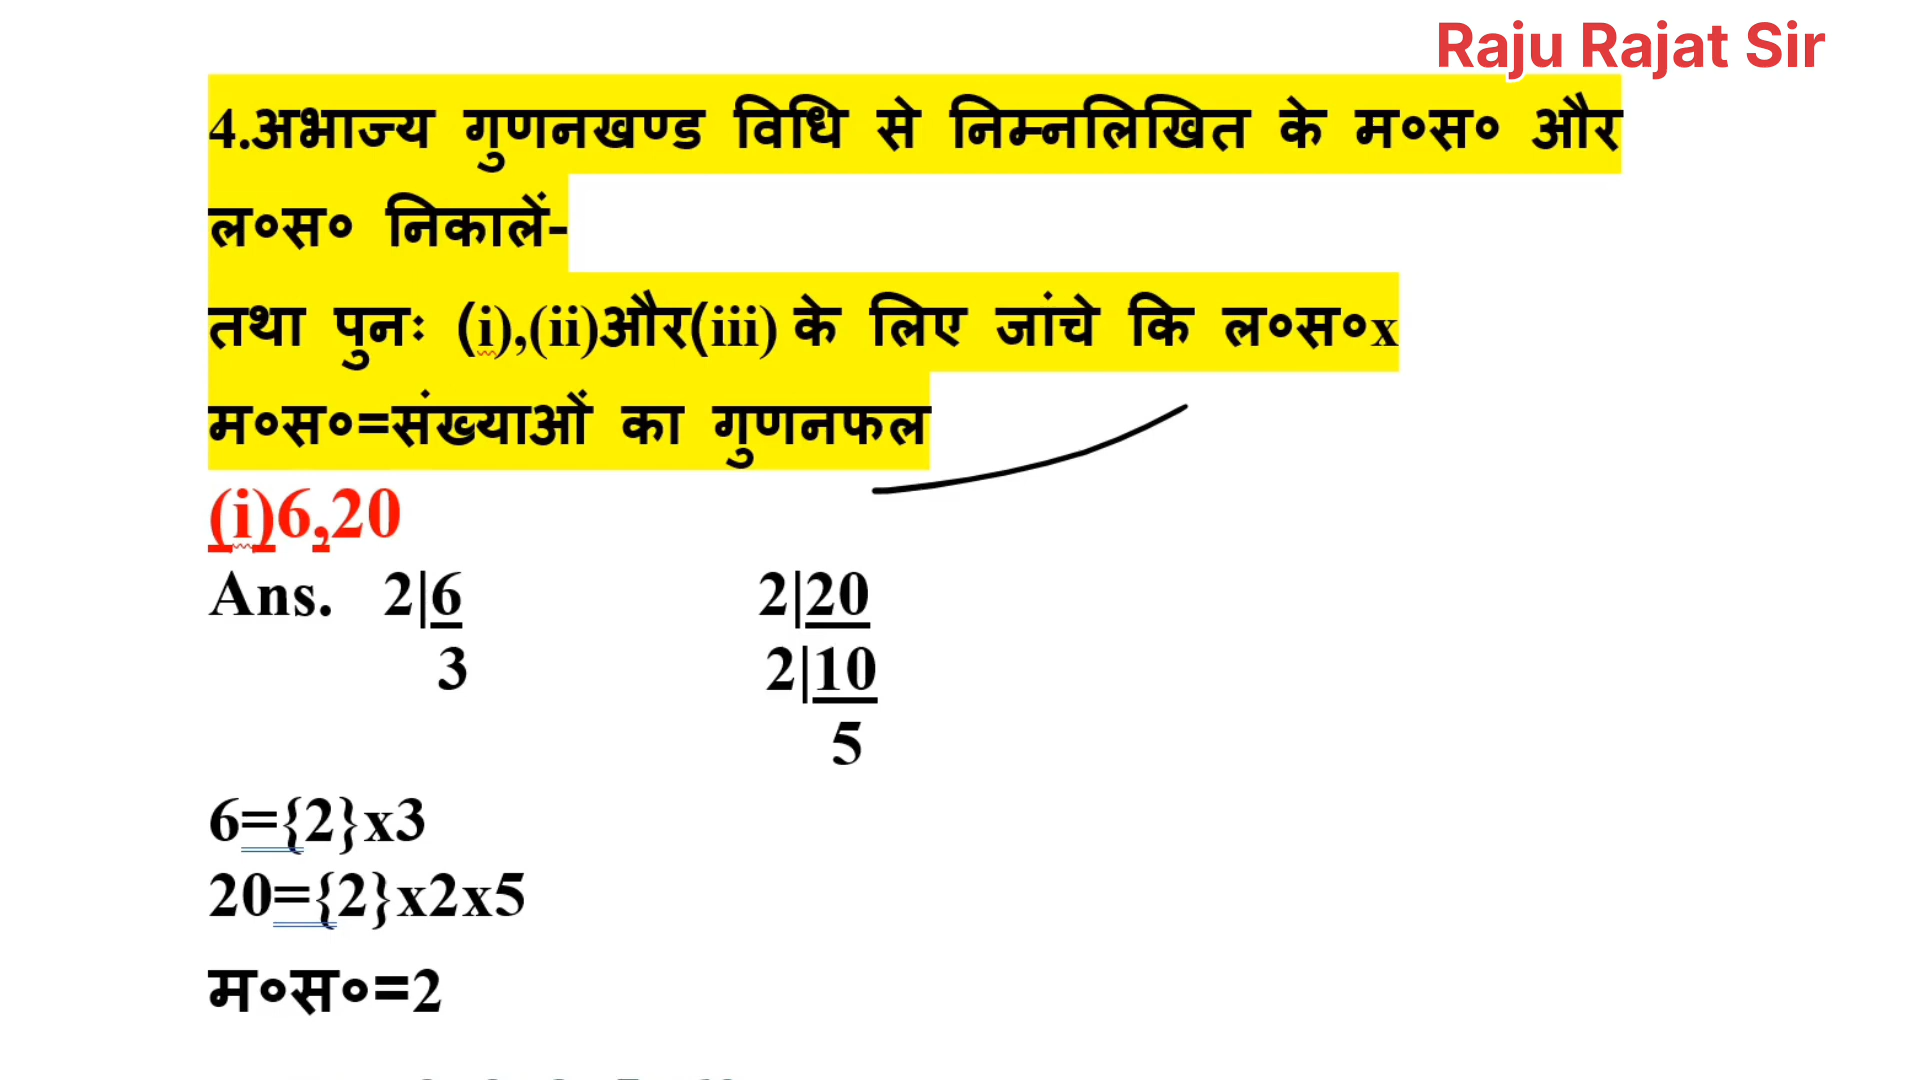 Raju Rajat Sir
4.अभाज्य गुणनखण्ड विधि से निम्नलिखित के म०स० और
ल०स० निकालें-
तथा पुनः (i),(ii)और(iii) के लिए जांचे कि ल०स०x
म०स०=संख्याओं का गुणनफल
(i)6,20
Ans. 2|6 2|20
3 2|10
5
6={2}x3
20={2}x2x5
म०स०=2